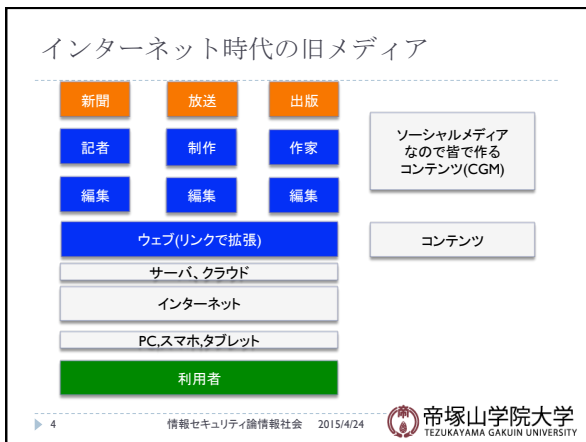 インターネット時代の旧メディア
新聞 放送 出版
記者 制作 作家
編集 編集 編集
ソーシャルメディア
なので皆で作る
コンテンツ(CGM)
ウェブ(リンクで拡張)
コンテンツ
サーバ、クラウド
インターネット
PC,スマホ,タブレット
利用者
4 情報セキュリティ論情報社会 2015/4/24
帝塚山学院大学
TEZUKAYAMA GAKUIN UNIVERSITY